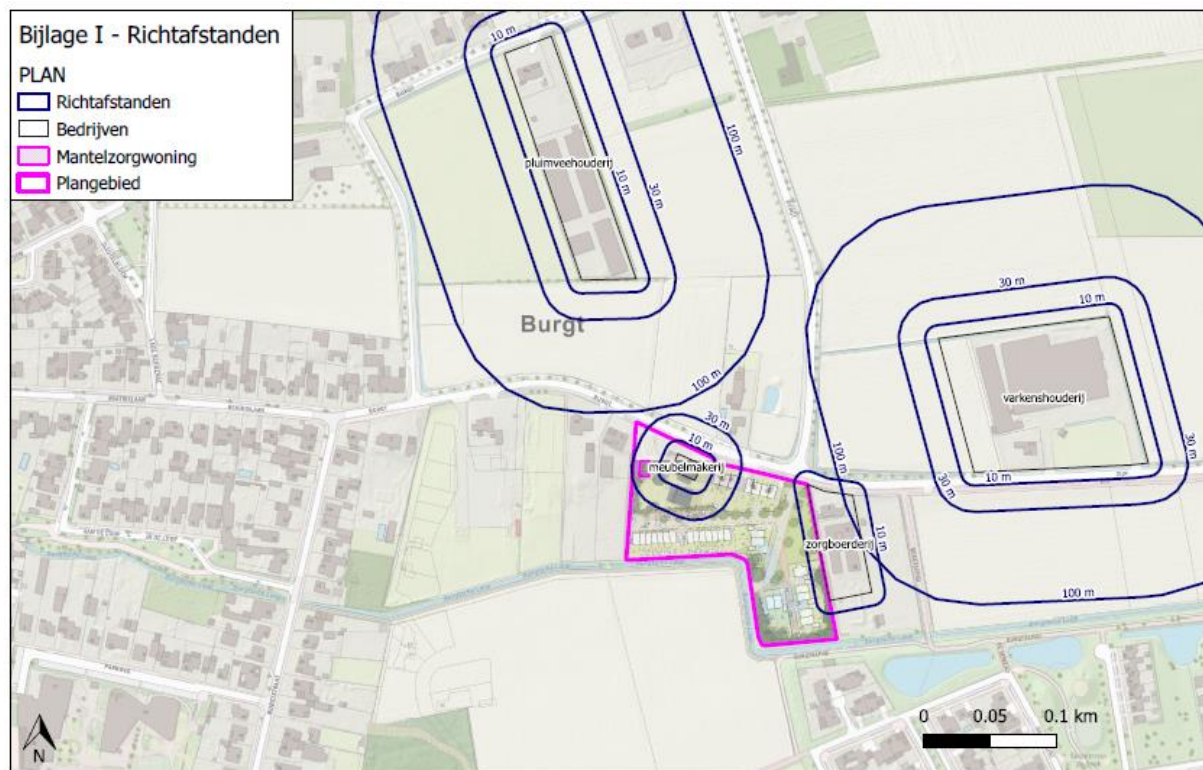 Bijlage I - Richtafstanden
PLAN
Richtafstanden
Bedrijven
Mantelzorgwoning
Plangebied
10 m
pluimveehouderij
10 m
30 m
100 m
100 m
Burgt
30 m
10 m
meubelmakerij
30 m
10 m
varkenshouderij
10 m
30 m
30 m
100 m
zorgboerderij
10 m
100 m
0 0.05 0.1 km
N